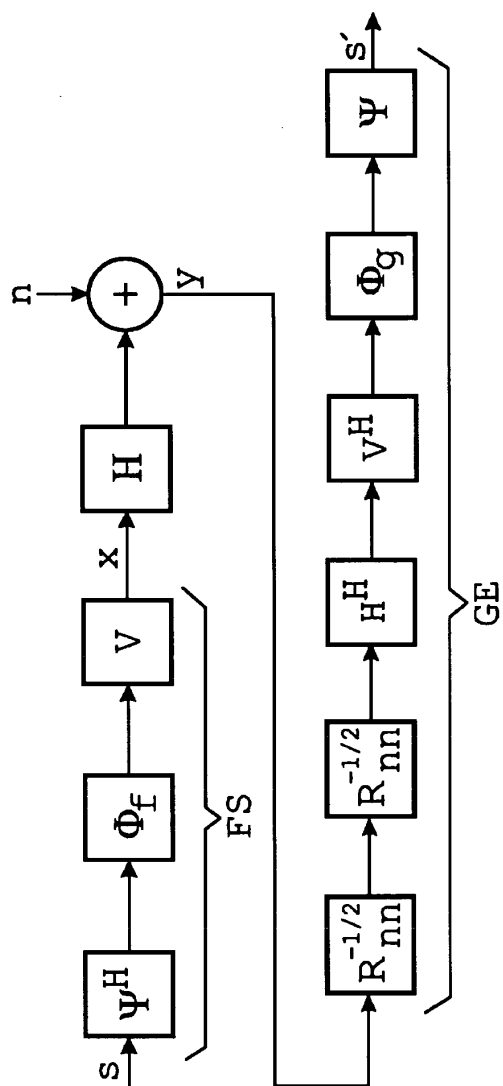 n
s Ψ^H Φ_f V x H + y
FS
R_nn^{-1/2} R_nn^{-1/2} H^H V^H Φ_g Ψ s′
GE